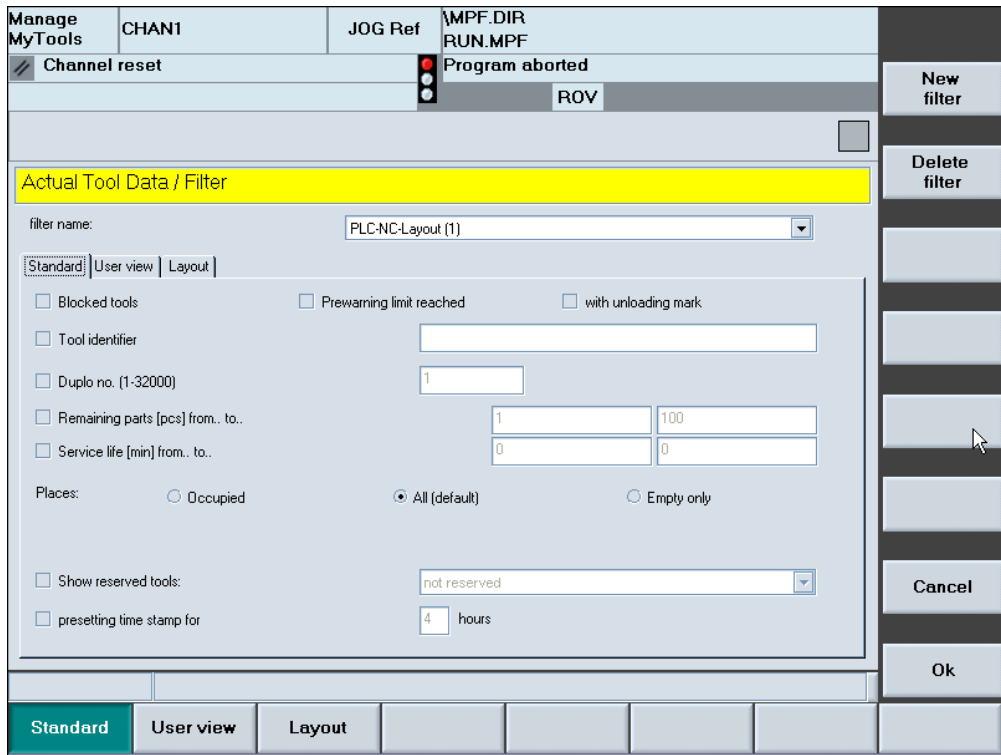 Manage MyTools
CHAN1
JOG Ref
\MPF.DIR
RUN.MPF
Channel reset
Program aborted
ROV
New filter
Delete filter
Actual Tool Data / Filter
filter name:
PLC-NC-Layout (1)
Standard User view Layout
Blocked tools Prewarning limit reached with unloading mark
Tool identifier
Duplo no. (1-32000) 1
Remaining parts [pcs] from.. to.. 1 100
Service life [min] from.. to.. 0 0
Places: Occupied All (default) Empty only
Show reserved tools: not reserved
presetting time stamp for 4 hours
Cancel
Ok
Standard User view Layout